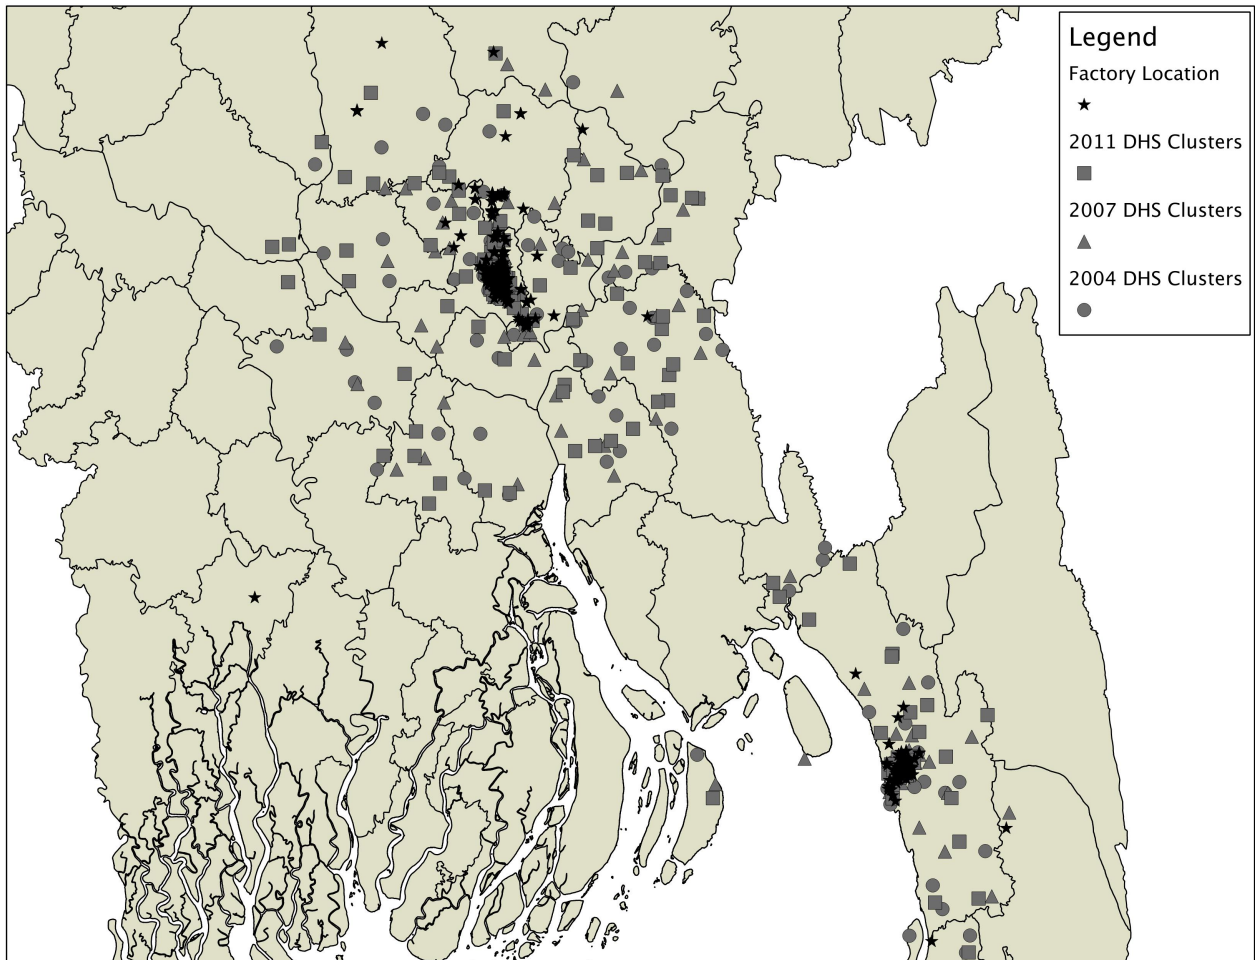 Legend
Factory Location
2011 DHS Clusters
2007 DHS Clusters
2004 DHS Clusters